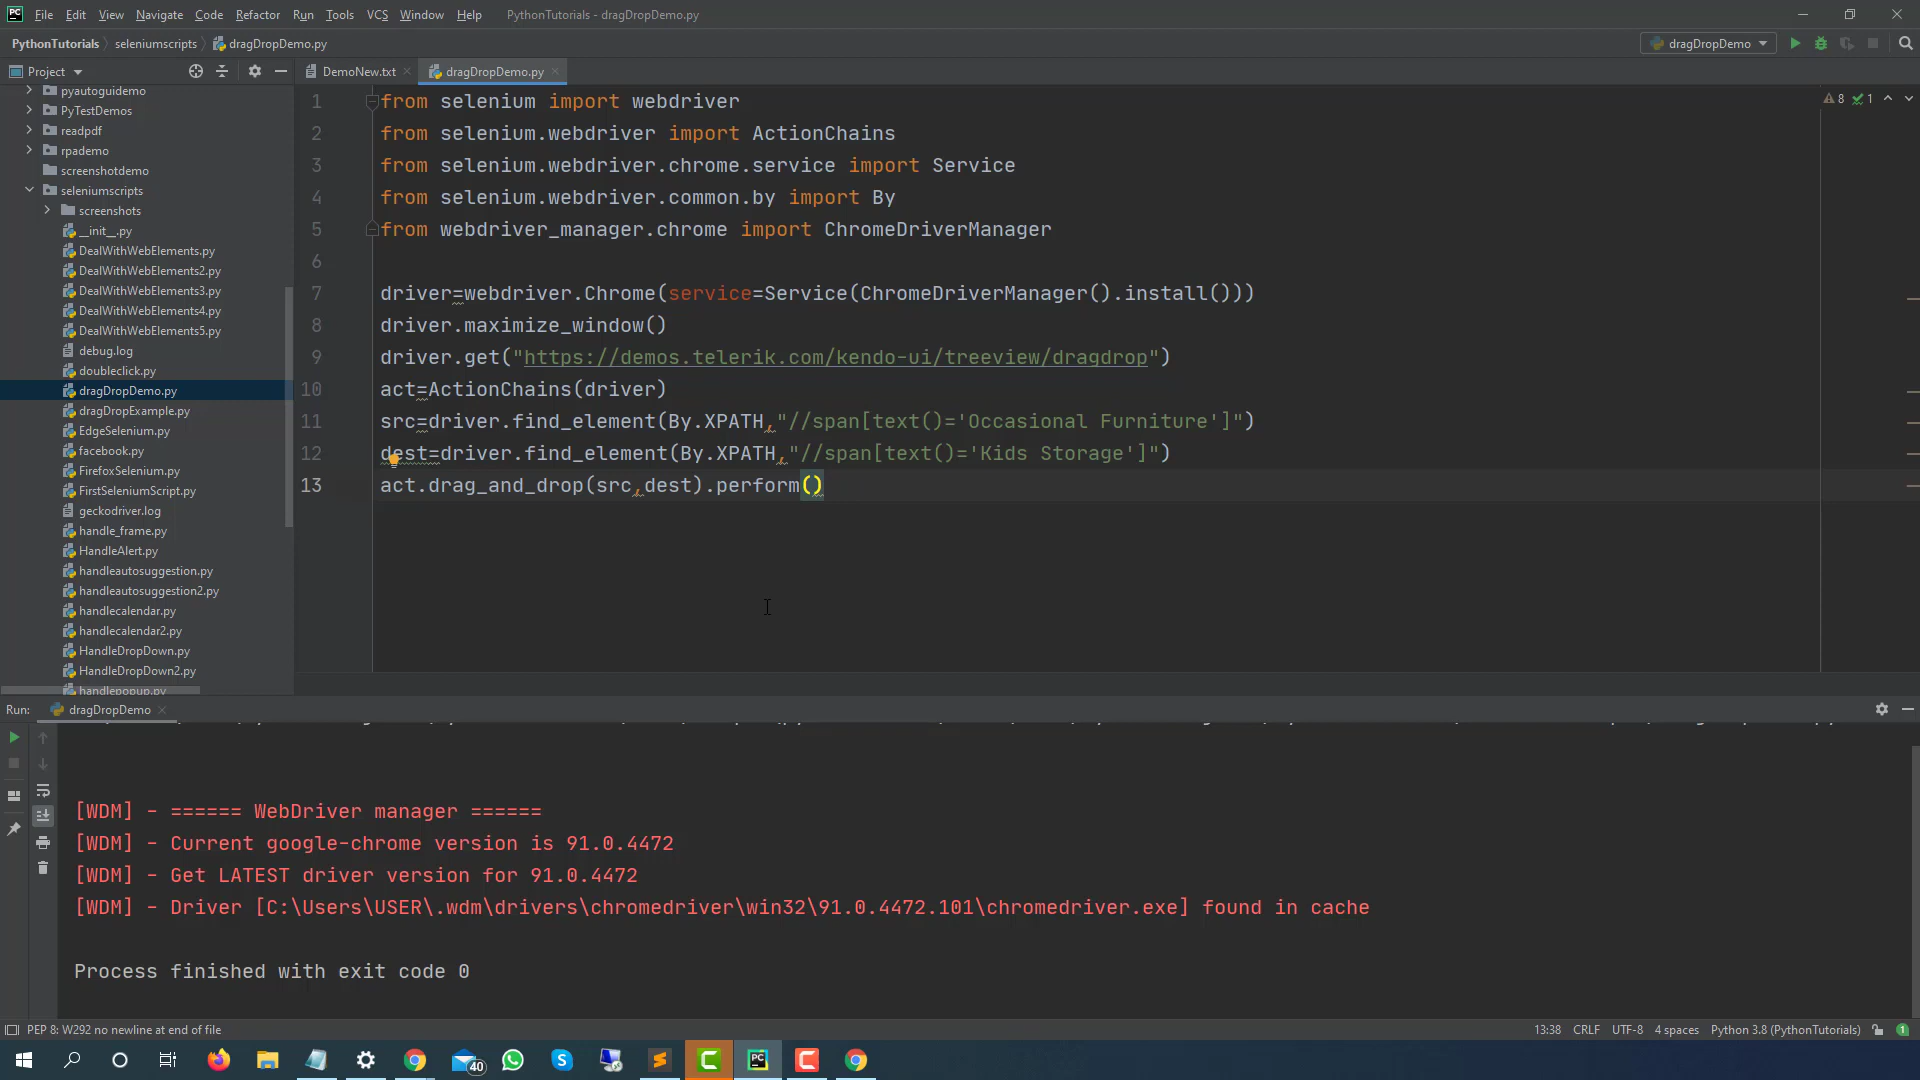 File Edit View Navigate Code Refactor Run Tools VCS Window Help PythonTutorials - dragDropDemo.py
PythonTutorials seleniumscripts dragDropDemo.py
dragDropDemo
Project
DemoNew.txt dragDropDemo.py
pyautoguidemo
PyTestDemos
readpdf
rpademo
screenshotdemo
seleniumscripts
screenshots
__init__.py
DealWithWebElements.py
DealWithWebElements2.py
DealWithWebElements3.py
DealWithWebElements4.py
DealWithWebElements5.py
debug.log
doubleclick.py
dragDropDemo.py
dragDropExample.py
EdgeSelenium.py
facebook.py
FirefoxSelenium.py
FirstSeleniumScript.py
geckodriver.log
handle_frame.py
HandleAlert.py
handleautosuggestion.py
handleautosuggestion2.py
handlecalendar.py
handlecalendar2.py
HandleDropDown.py
HandleDropDown2.py
handlepopup.py
8 1
1 from selenium import webdriver
2 from selenium.webdriver import ActionChains
3 from selenium.webdriver.chrome.service import Service
4 from selenium.webdriver.common.by import By
5 from webdriver_manager.chrome import ChromeDriverManager
6
7 driver=webdriver.Chrome(service=Service(ChromeDriverManager().install()))
8 driver.maximize_window()
9 driver.get("https://demos.telerik.com/kendo-ui/treeview/dragdrop")
10 act=ActionChains(driver)
11 src=driver.find_element(By.XPATH,"//span[text()='Occasional Furniture']")
12 dest=driver.find_element(By.XPATH,"//span[text()='Kids Storage']")
13 act.drag_and_drop(src,dest).perform()
Run: dragDropDemo
[WDM] - ====== WebDriver manager ======
[WDM] - Current google-chrome version is 91.0.4472
[WDM] - Get LATEST driver version for 91.0.4472
[WDM] - Driver [C:\Users\USER\.wdm\drivers\chromedriver\win32\91.0.4472.101\chromedriver.exe] found in cache
Process finished with exit code 0
PEP 8: W292 no newline at end of file
13:38 CRLF UTF-8 4 spaces Python 3.8 (PythonTutorials) 1
40